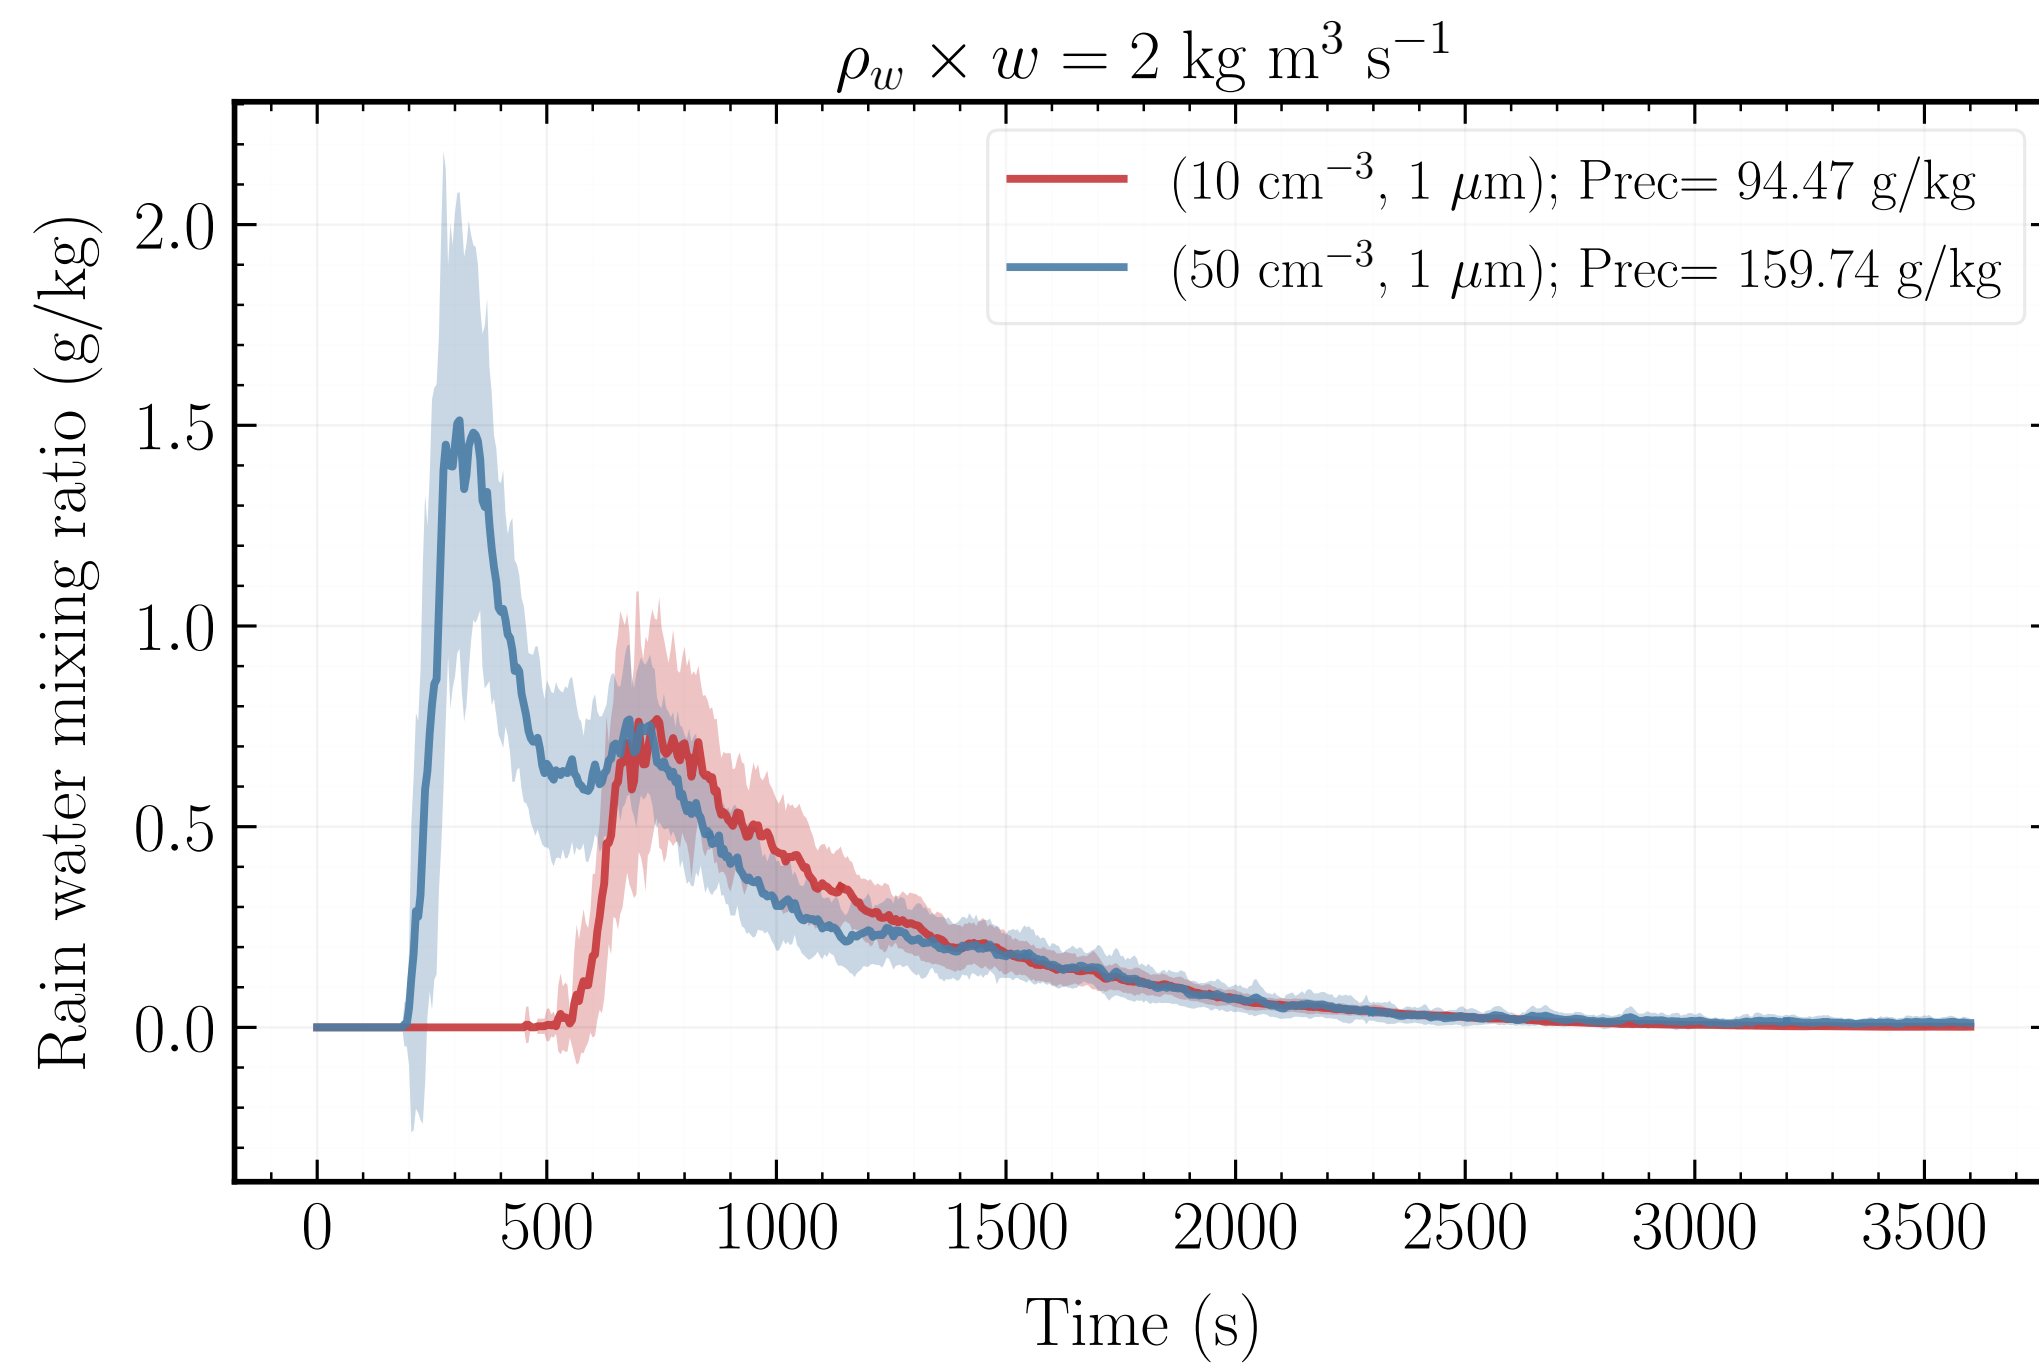 ρ_w × w = 2 kg m³ s⁻¹
(10 cm⁻³, 1 μm); Prec= 94.47 g/kg
(50 cm⁻³, 1 μm); Prec= 159.74 g/kg
Rain water mixing ratio (g/kg)
2.0
1.5
1.0
0.5
0.0
0 500 1000 1500 2000 2500 3000 3500
Time (s)